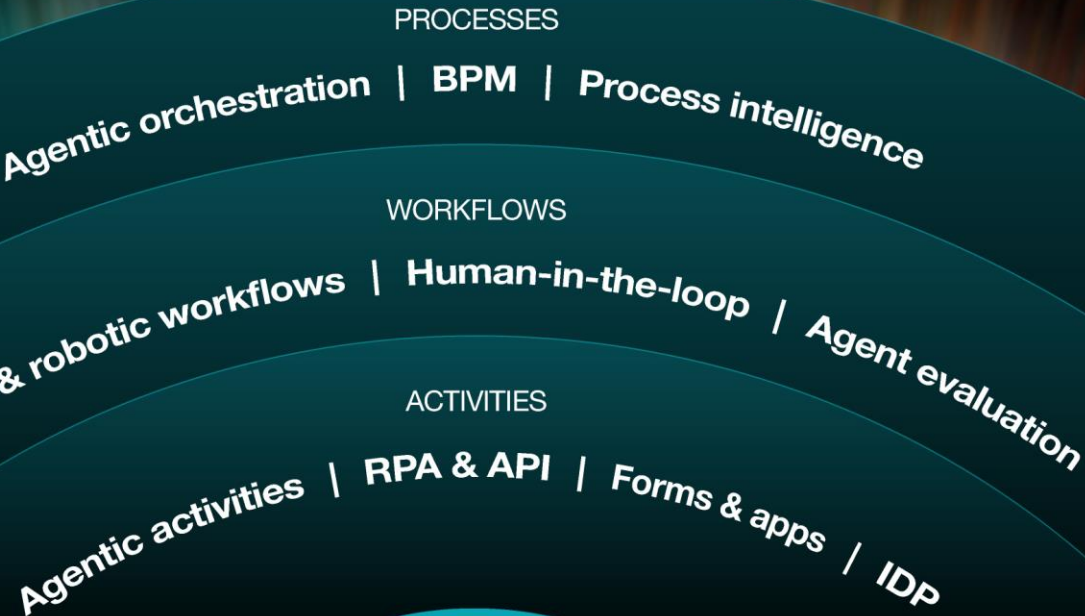 PROCESSES
Agentic orchestration | BPM | Process intelligence
WORKFLOWS
& robotic workflows | Human-in-the-loop | Agent evaluation
ACTIVITIES
Agentic activities | RPA & API | Forms & apps | IDP